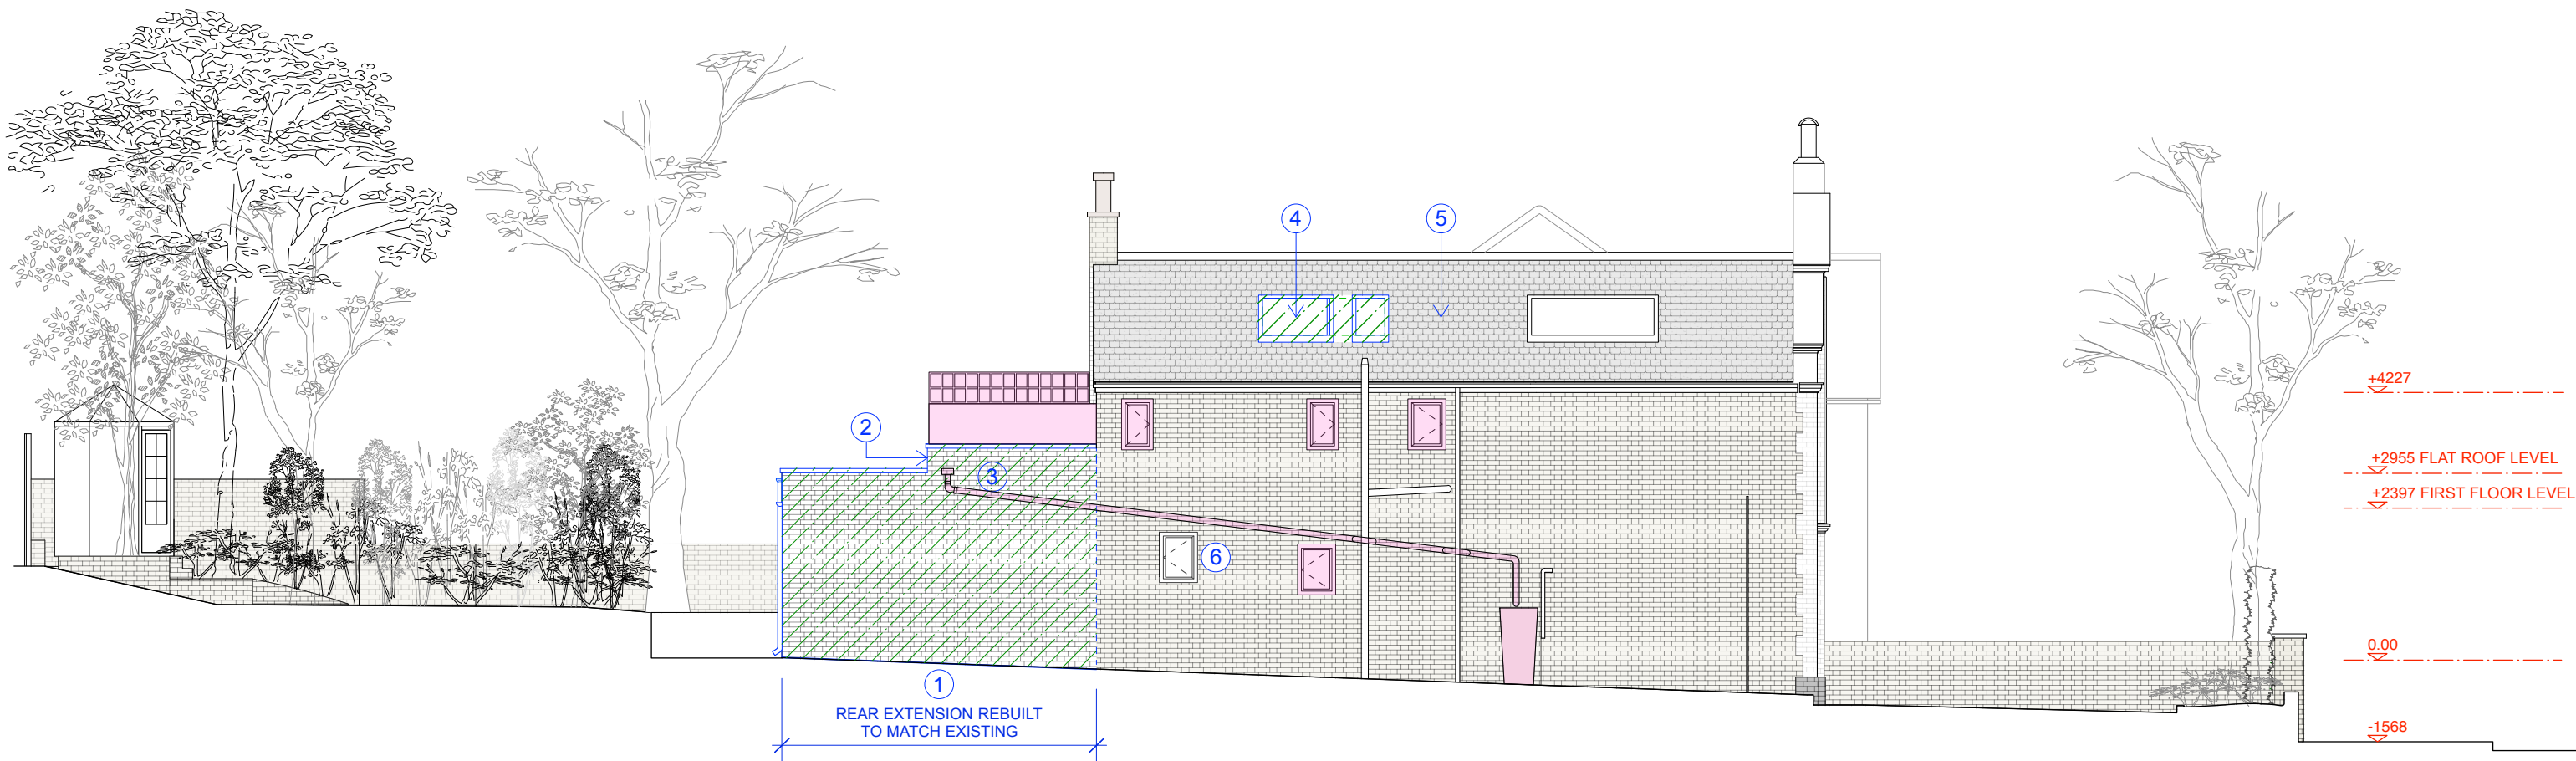 4
5
+4227
2
+2955 FLAT ROOF LEVEL
3
+2397 FIRST FLOOR LEVEL
6
0.00
1
REAR EXTENSION REBUILT
TO MATCH EXISTING
-1568